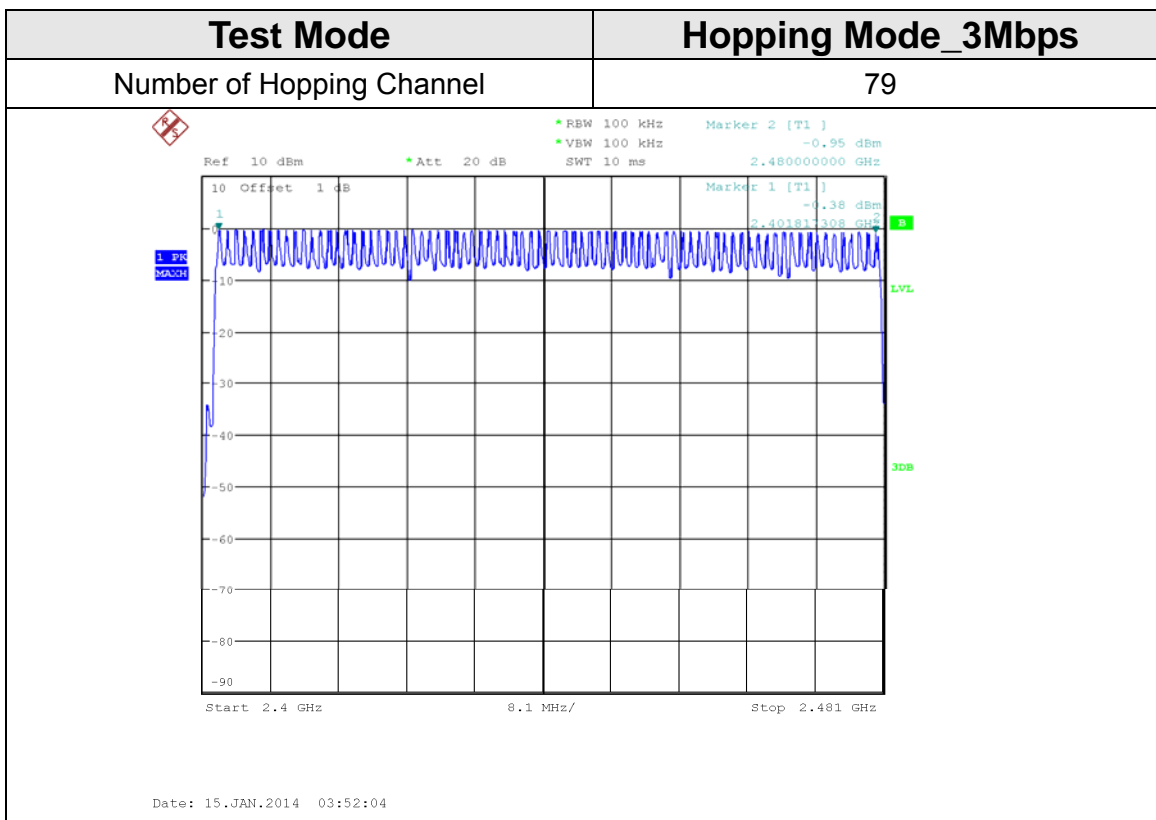 Test Mode Hopping Mode_3Mbps
Number of Hopping Channel 79
R S
*RBW 100 kHz Marker 2 [T1 ]
*VBW 100 kHz -0.95 dBm
Ref 10 dBm *Att 20 dB SWT 10 ms 2.480000000 GHz
10 Offset 1 dB Marker 1 [T1 ]
-0.38 dBm
1 2.401817308 GHz 2
0 B
1 PK
MAXH
-10 LVL
-20
-30
-40
3DB
-50
-60
-70
-80
-90
Start 2.4 GHz 8.1 MHz/ Stop 2.481 GHz
Date: 15.JAN.2014 03:52:04